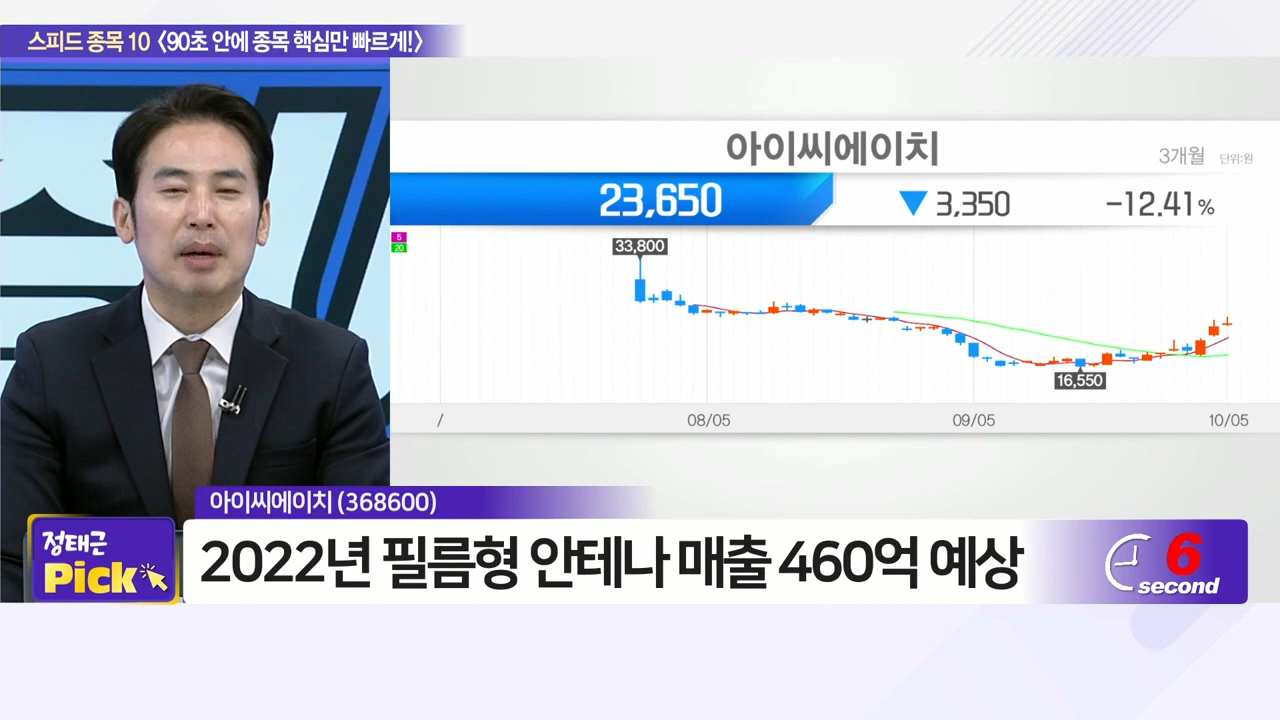 스피드 종목 10 〈90초 안에 종목 핵심만 빠르게!〉
아이씨에이치
3개월 단위:원
23,650 ▼ 3,350 -12.41%
5
20
33,800
16,550
/ 08/05 09/05 10/05
아이씨에이치 (368600)
정태근
Pick
2022년 필름형 안테나 매출 460억 예상
6
second